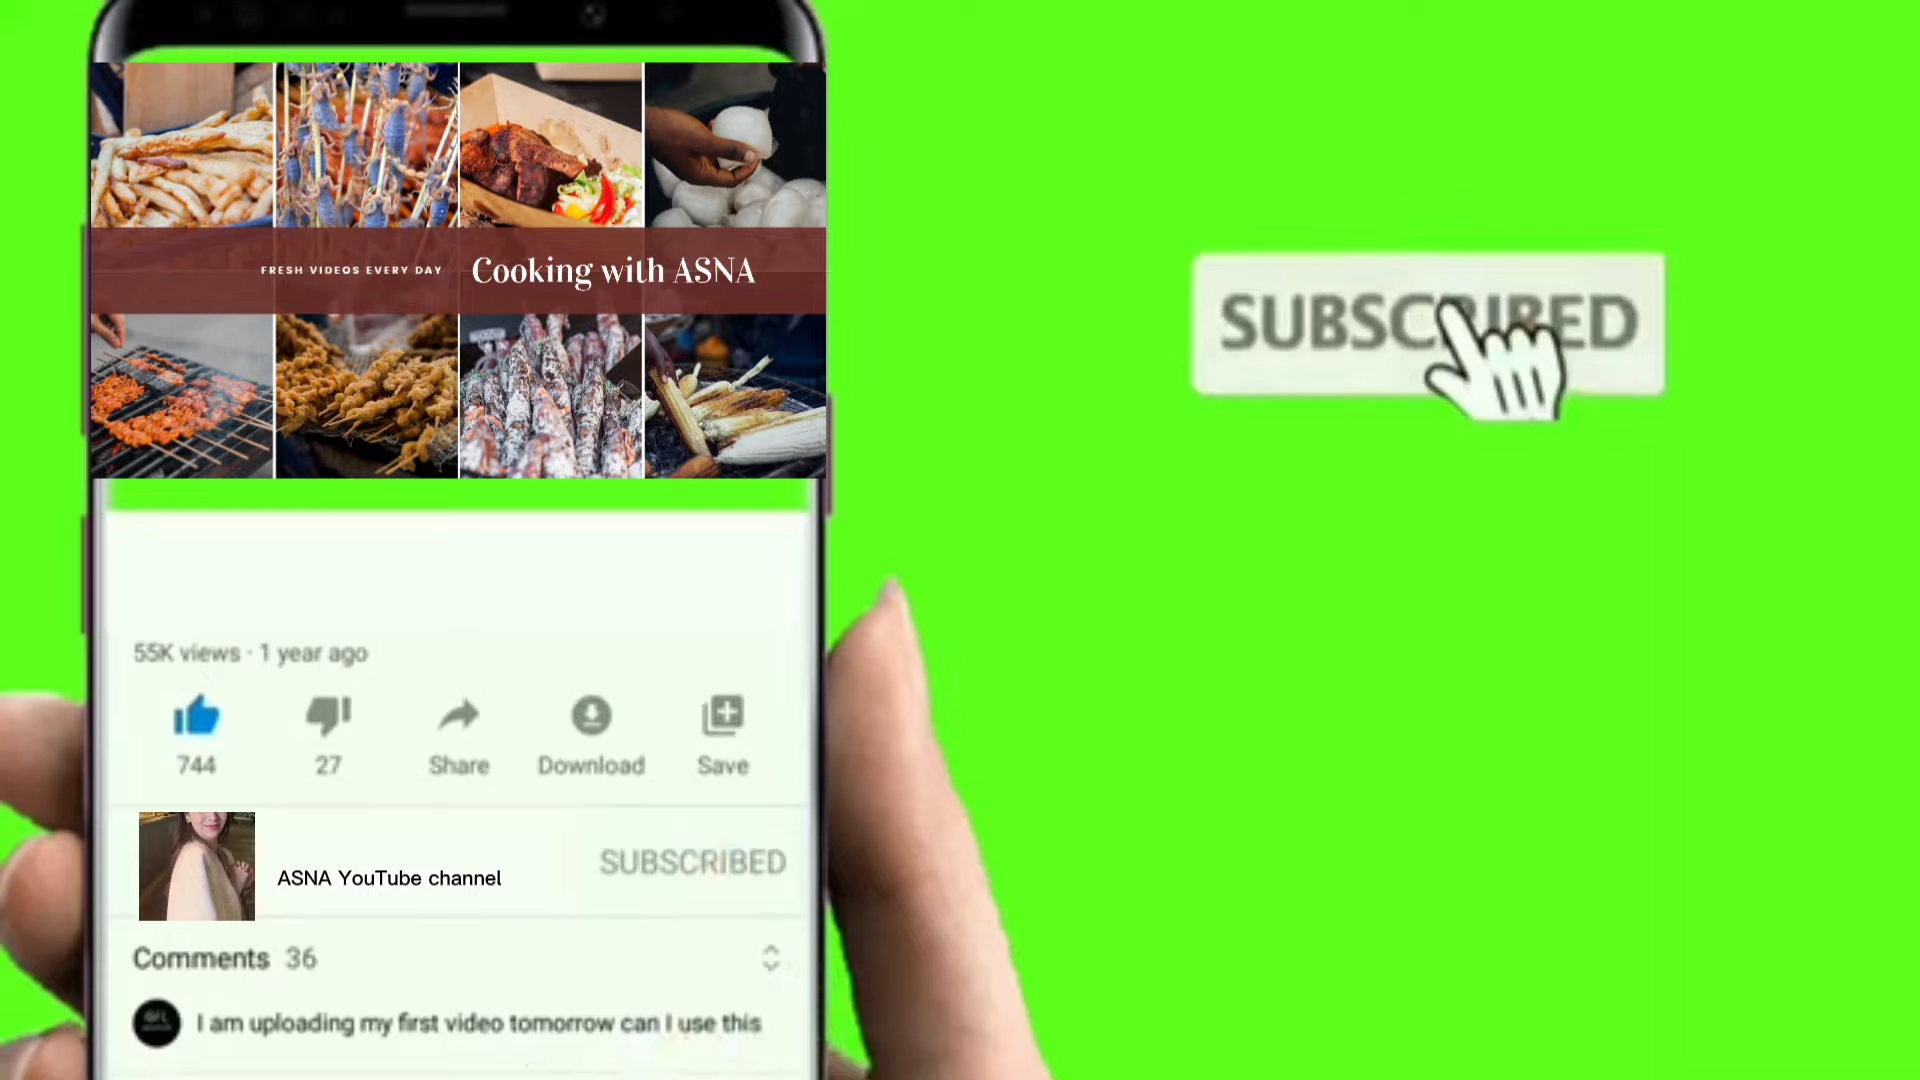 FRESH VIDEOS EVERY DAY
Cooking with ASNA
SUBSCRIBED
55K views · 1 year ago
744
27
Share
Download
Save
ASNA YouTube channel
SUBSCRIBED
Comments 36
I am uploading my first video tomorrow can I use this